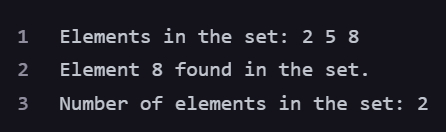 1 Elements in the set: 2 5 8
2 Element 8 found in the set.
3 Number of elements in the set: 2